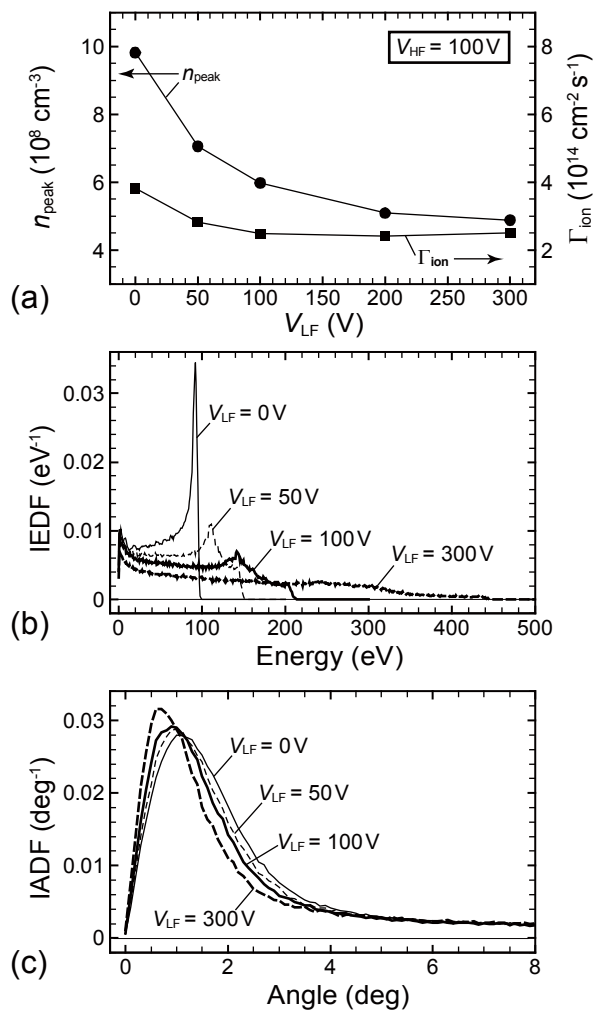 V_HF = 100 V
n_peak
Γ_ion
10
8
6
4
8
6
4
2
n_peak (10⁸ cm⁻³)
Γ_ion (10¹⁴ cm⁻² s⁻¹)
0 50 100 150 200 250 300
(a)
V_LF (V)
V_LF = 0 V
V_LF = 50 V
V_LF = 100 V
V_LF = 300 V
0.03
0.02
0.01
0
IEDF (eV⁻¹)
0 100 200 300 400 500
(b)
Energy (eV)
V_LF = 0 V
V_LF = 50 V
V_LF = 100 V
V_LF = 300 V
0.03
0.02
0.01
0
IADF (deg⁻¹)
0 2 4 6 8
(c)
Angle (deg)